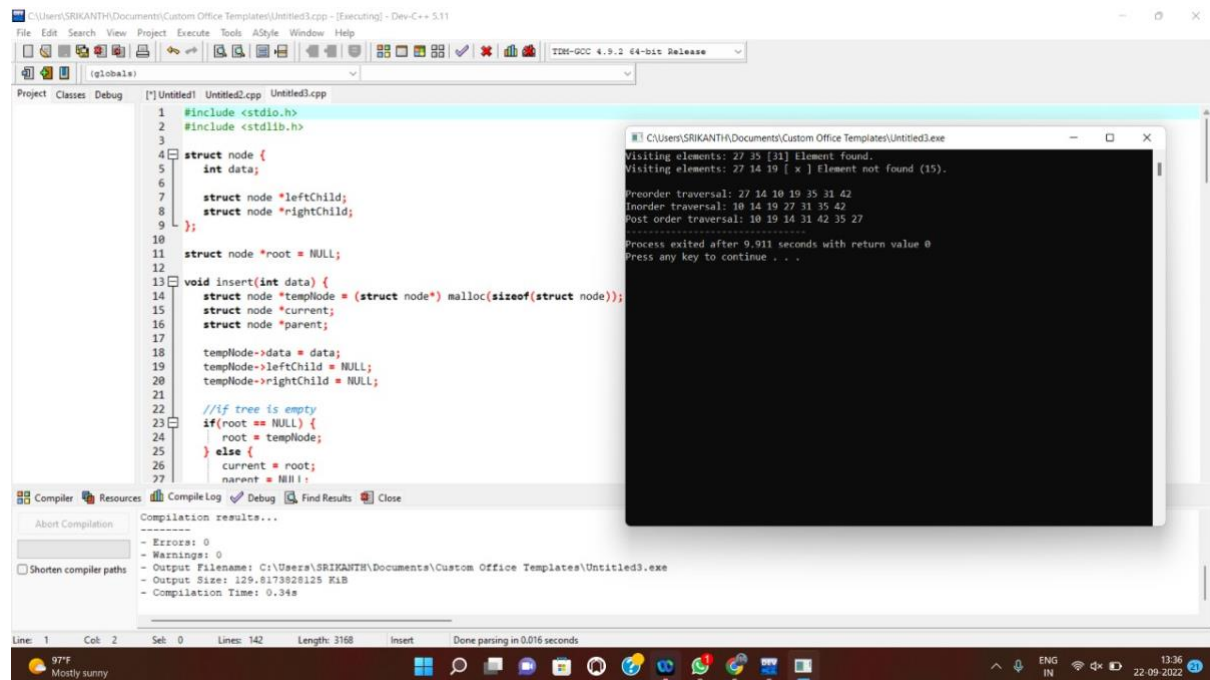 C:\Users\SRIKANTH\Documents\Custom Office Templates\Untitled3.cpp - [Executing] - Dev-C++ 5.11
File Edit Search View Project Execute Tools AStyle Window Help
TDM-GCC 4.9.2 64-bit Release
(globals)
Project Classes Debug
[*] Untitled1 Untitled2.cpp Untitled3.cpp
1 #include <stdio.h>
2 #include <stdlib.h>
3
4 struct node {
5 int data;
6
7 struct node *leftChild;
8 struct node *rightChild;
9 };
10
11 struct node *root = NULL;
12
13 void insert(int data) {
14 struct node *tempNode = (struct node*) malloc(sizeof(struct node));
15 struct node *current;
16 struct node *parent;
17
18 tempNode->data = data;
19 tempNode->leftChild = NULL;
20 tempNode->rightChild = NULL;
21
22 //if tree is empty
23 if(root == NULL) {
24 root = tempNode;
25 } else {
26 current = root;
27 parent = NULL;
C:\Users\SRIKANTH\Documents\Custom Office Templates\Untitled3.exe
Visiting elements: 27 35 [31] Element found.
Visiting elements: 27 14 19 [ x ] Element not found (15).
Preorder traversal: 27 14 10 19 35 31 42
Inorder traversal: 10 14 19 27 31 35 42
Post order traversal: 10 19 14 31 42 35 27
--------------------------------
Process exited after 9.911 seconds with return value 0
Press any key to continue . . .
Compiler Resources Compile Log Debug Find Results Close
Abort Compilation
Shorten compiler paths
Compilation results...
--------
- Errors: 0
- Warnings: 0
- Output Filename: C:\Users\SRIKANTH\Documents\Custom Office Templates\Untitled3.exe
- Output Size: 129.8173828125 KiB
- Compilation Time: 0.34s
Line: 1 Col: 2 Sel: 0 Lines: 142 Length: 3168 Insert Done parsing in 0.016 seconds
97°F
Mostly sunny
ENG
IN
13:36
22-09-2022
21